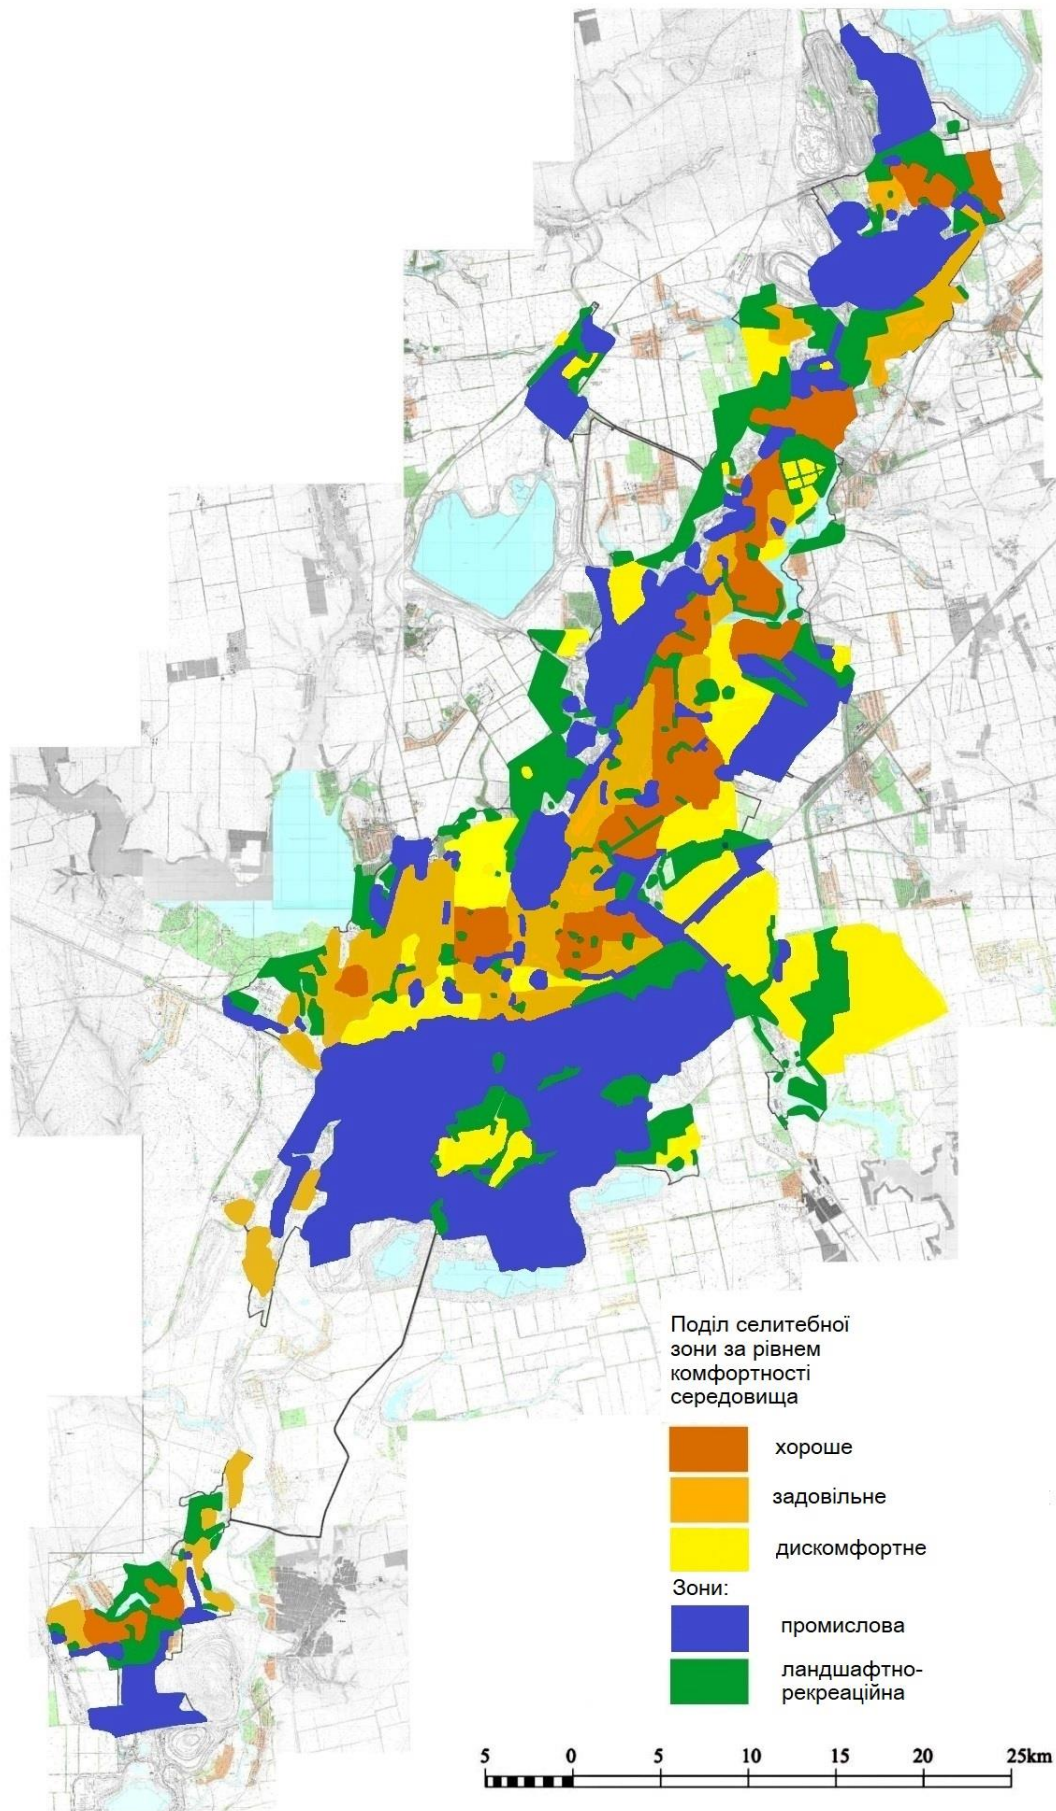 Поділ селитебної
зони за рівнем
комфортності
середовища
хороше
задовільне
дискомфортне
Зони:
промислова
ландшафтно-
рекреаційна
5 0 5 10 15 20 25km